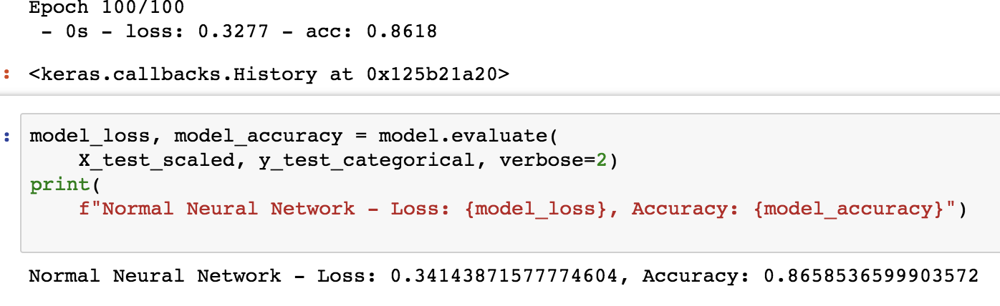 Epoch 100/100
 - 0s - loss: 0.3277 - acc: 0.8618
: <keras.callbacks.History at 0x125b21a20>
: model_loss, model_accuracy = model.evaluate(
    X_test_scaled, y_test_categorical, verbose=2)
print(
    f"Normal Neural Network - Loss: {model_loss}, Accuracy: {model_accuracy}")
Normal Neural Network - Loss: 0.34143871577774604, Accuracy: 0.8658536599903572